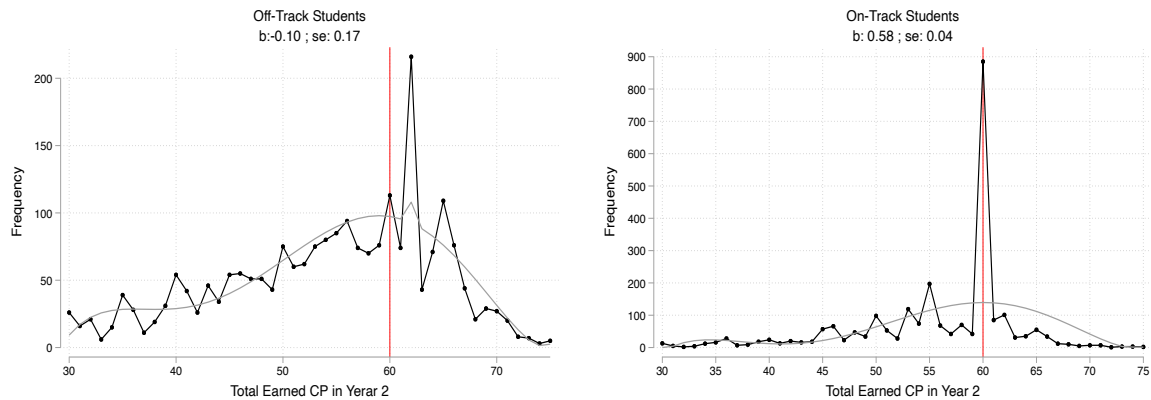 Off-Track Students
b:-0.10 ; se: 0.17
200
150
100
50
0
Frequency
30 40 50 60 70
Total Earned CP in Yerar 2
On-Track Students
b: 0.58 ; se: 0.04
900
800
700
600
500
400
300
200
100
0
Frequency
30 35 40 45 50 55 60 65 70 75
Total Earned CP in Yerar 2